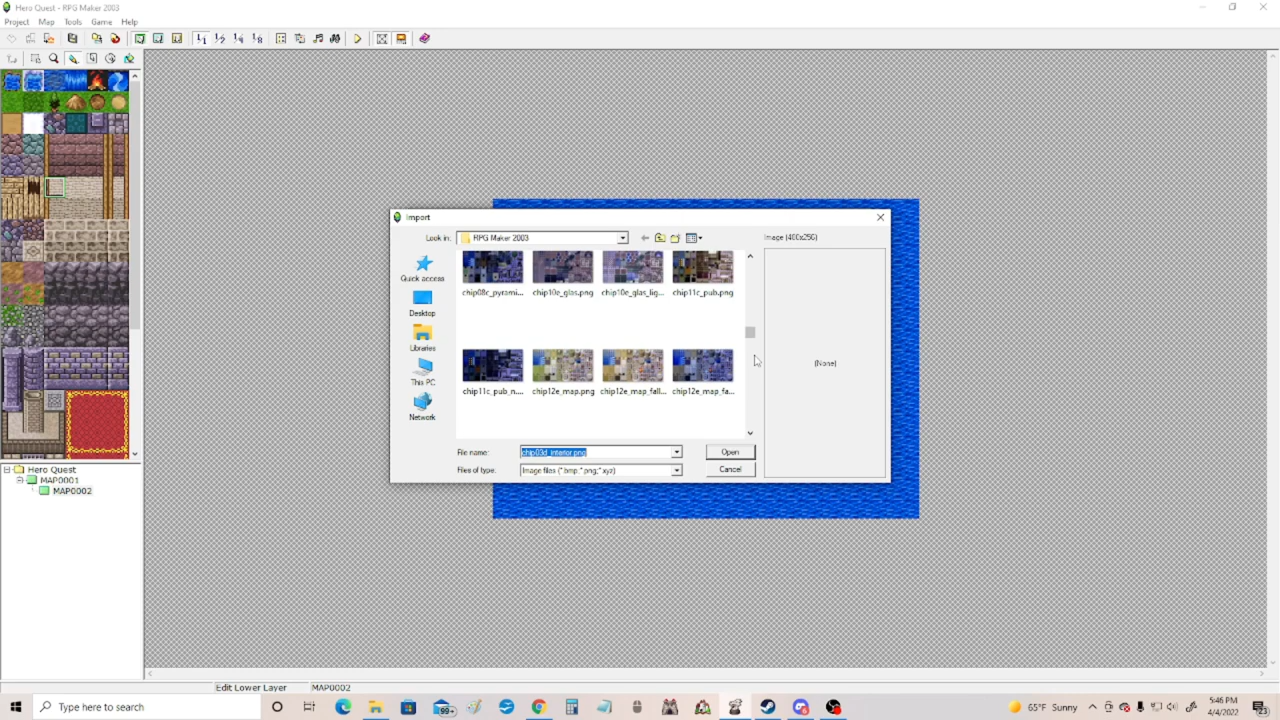 Hero Quest - RPG Maker 2003
Project Map Tools Game Help
Import
Look in: RPG Maker 2003
Image (400x256)
Quick access
Desktop
Libraries
This PC
Network
chip08c_pyrami... chip10e_glas.png chip10e_glas_lig... chip11c_pub.png
chip11c_pub_n... chip12e_map.png chip12e_map_fall... chip12e_map_fa...
(None)
File name: chip03d_interior.png Open
Files of type: Image files (*.bmp;*.png;*.xyz) Cancel
Hero Quest
MAP0001
MAP0002
Edit Lower Layer MAP0002
Type here to search
99+
65°F Sunny
5:46 PM
4/4/2022